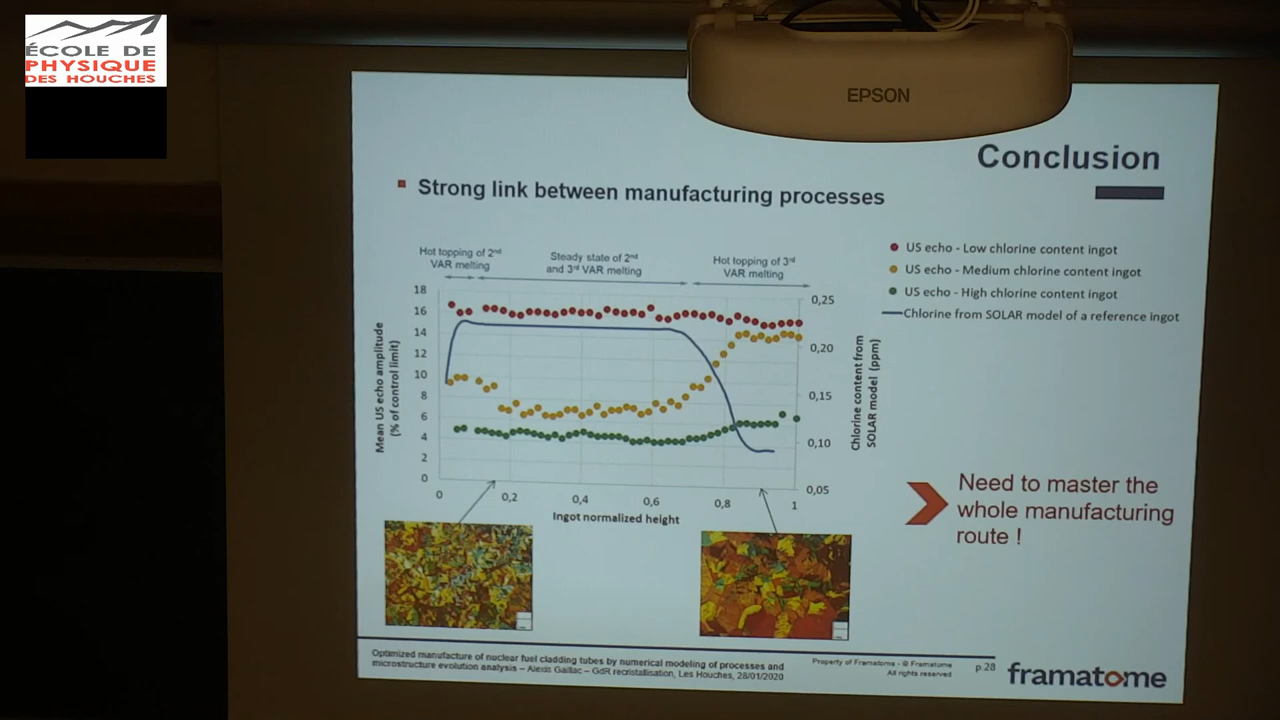 ÉCOLE DE
PHYSIQUE
DES HOUCHES
EPSON
Conclusion
Strong link between manufacturing processes
Hot topping of 2nd
VAR melting
Steady state of 2nd
and 3rd VAR melting
Hot topping of 3rd
VAR melting
US echo - Low chlorine content ingot
US echo - Medium chlorine content ingot
US echo - High chlorine content ingot
Chlorine from SOLAR model of a reference ingot
Mean US echo amplitude
(% of control limit)
18
16
14
12
10
8
6
4
2
0
0,25
0,20
0,15
0,10
0,05
Chlorine content from
SOLAR model (ppm)
0
0,2
0,4
0,6
0,8
1
Ingot normalized height
Need to master the
whole manufacturing
route !
Optimized manufacture of nuclear fuel cladding tubes by numerical modeling of processes and
microstructure evolution analysis – Alexis Gaillac – GdR recristallisation, Les Houches, 28/01/2020
Property of Framatome - © Framatome
All rights reserved
p.28
framatome